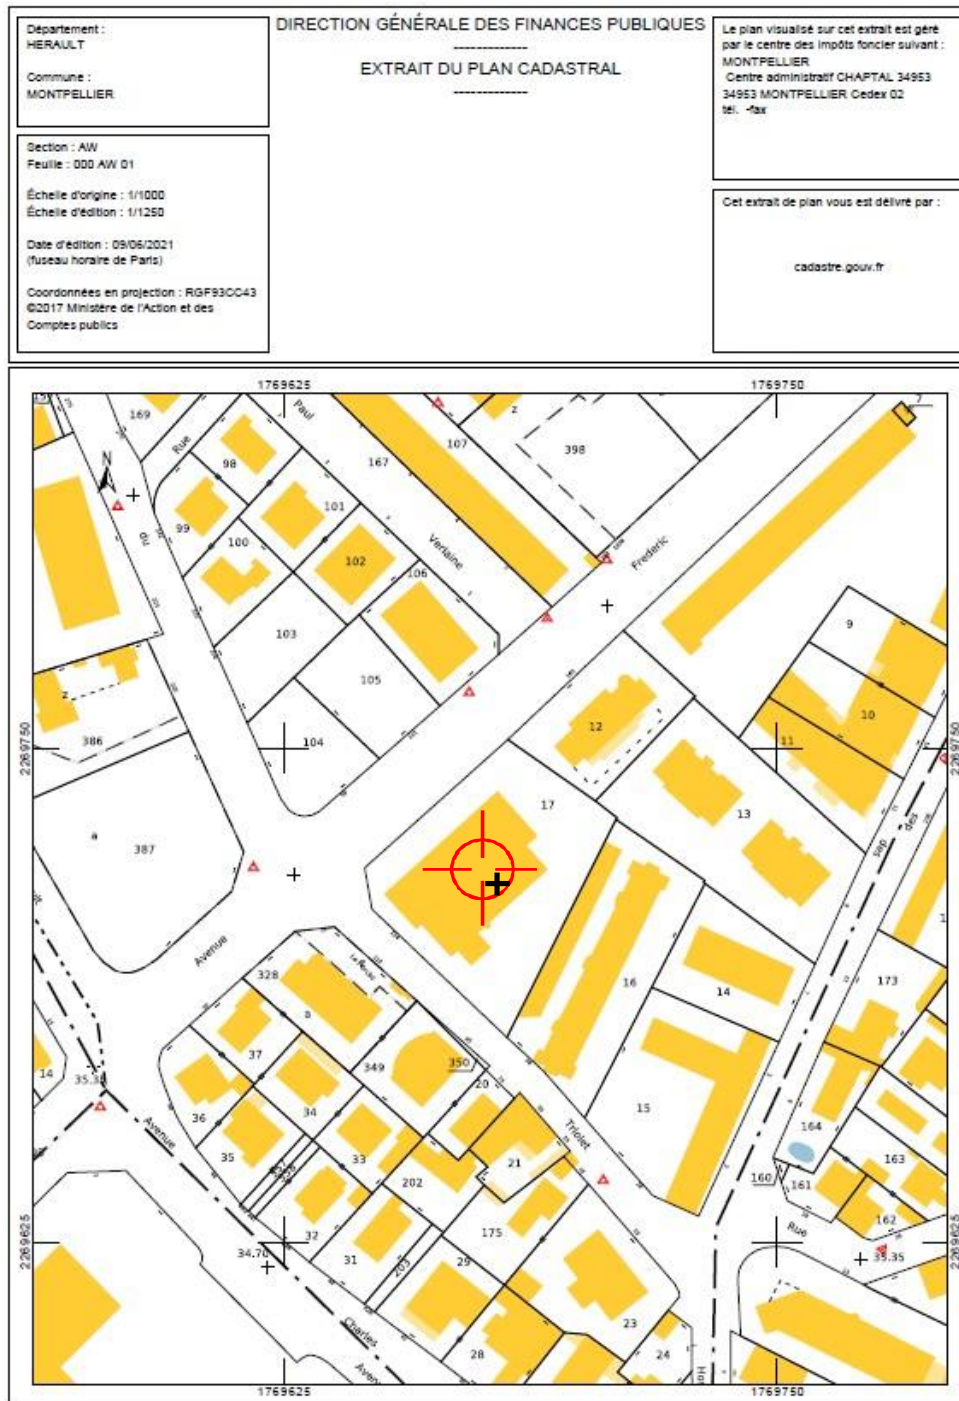 Département :
HERAULT
Commune :
MONTPELLIER
Section : AW
Feuille : 000 AW 01
Échelle d'origine : 1/1000
Échelle d'édition : 1/1250
Date d'édition : 09/06/2021
(fuseau horaire de Paris)
Coordonnées en projection : RGF93CC43
©2017 Ministère de l'Action et des
Comptes publics
DIRECTION GÉNÉRALE DES FINANCES PUBLIQUES
-------------
EXTRAIT DU PLAN CADASTRAL
-------------
Le plan visualisé sur cet extrait est géré
par le centre des impôts foncier suivant :
MONTPELLIER
Centre administratif CHAPTAL 34953
34953 MONTPELLIER Cedex 02
tél. -fax
Cet extrait de plan vous est délivré par :
cadastre.gouv.fr
1769625
1769750
169
Rue
Paul
z
7
107
398
98
167
N
101
99
du
100
Verlaine
Frederic
102
106
103
9
105
z
12
10
386
104
11
2269750
2269750
17
13
a
387
des
Avenue
16
328
14
173
a
37
349
350
14
20
34
15
36
Avenue
Triolet
164
35
33
21
163
202
160
161
175
162
32
Rue
31
29
34.70
203
35.35
2269625
2269625
23
Charles
28
24
1769625
1769750